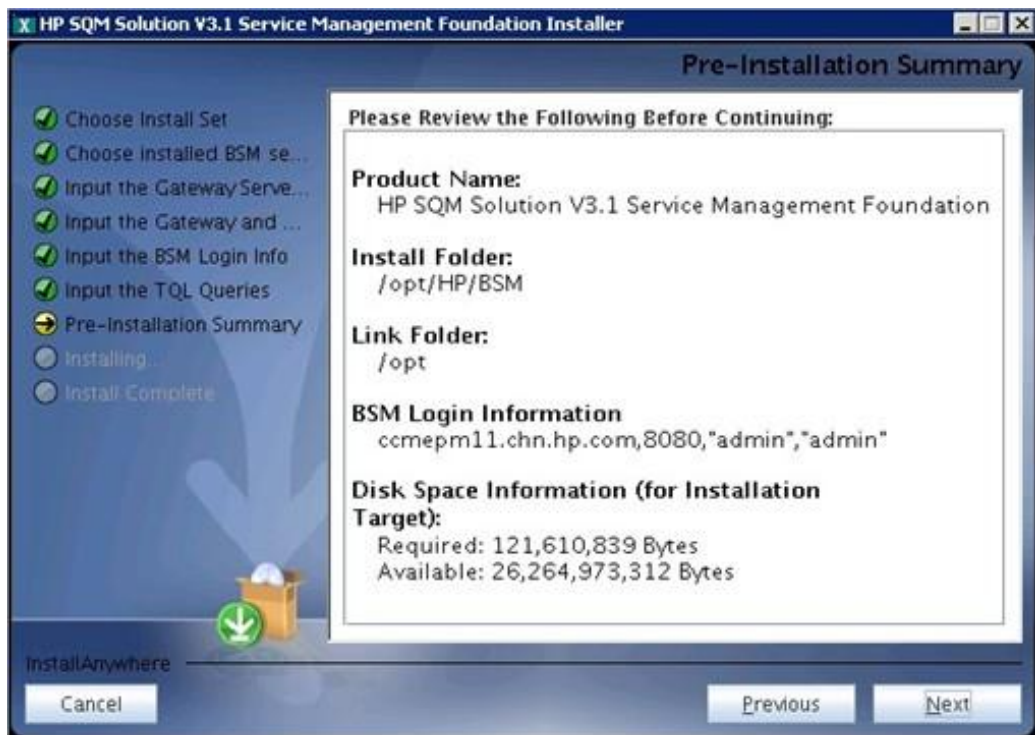 HP SQM Solution V3.1 Service Management Foundation Installer
Pre-Installation Summary
Choose Install Set
Choose installed BSM se...
Input the Gateway Serve...
Input the Gateway and ...
Input the BSM Login Info
Input the TQL Queries
Pre-Installation Summary
Installing...
Install Complete
Please Review the Following Before Continuing:
Product Name:
HP SQM Solution V3.1 Service Management Foundation
Install Folder:
/opt/HP/BSM
Link Folder:
/opt
BSM Login Information
ccmepm11.chn.hp.com,8080,"admin","admin"
Disk Space Information (for Installation
Target):
Required: 121,610,839 Bytes
Available: 26,264,973,312 Bytes
InstallAnywhere
Cancel
Previous
Next